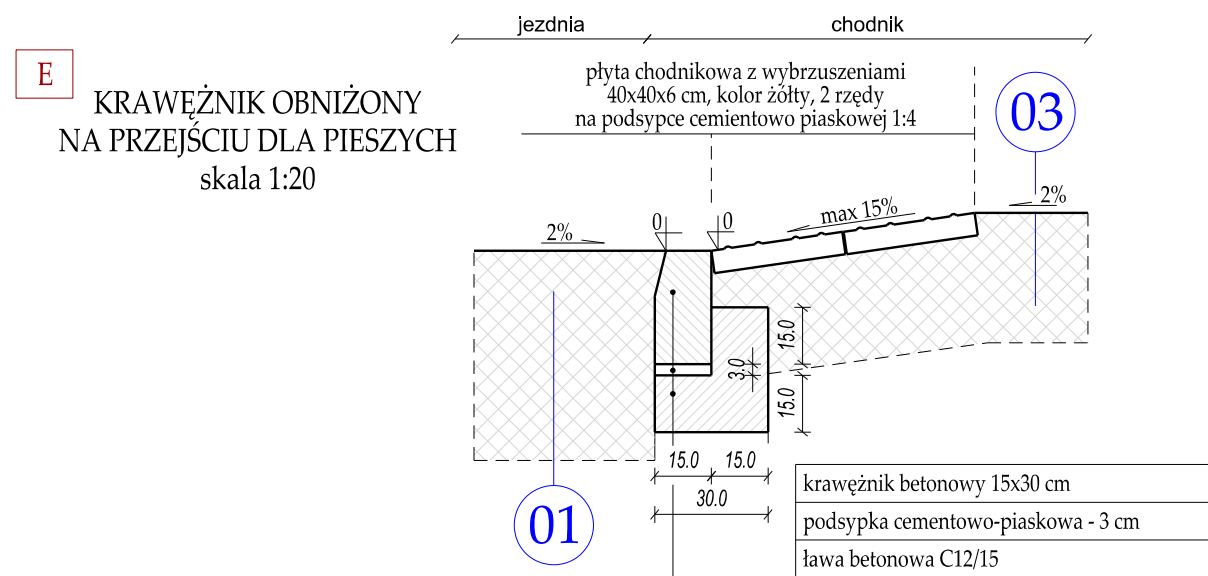 jezdnia
chodnik
E
KRAWĘŻNIK OBNIŻONY
NA PRZEJŚCIU DLA PIESZYCH
skala 1:20
płyta chodnikowa z wybrzuszeniami
40x40x6 cm, kolor żółty, 2 rzędy
na podsypce cemientowo piaskowej 1:4
03
2%
0
0
max 15%
2%
15.0
3.0
15.0
15.0
15.0
30.0
01
krawężnik betonowy 15x30 cm
podsypka cementowo-piaskowa - 3 cm
ława betonowa C12/15